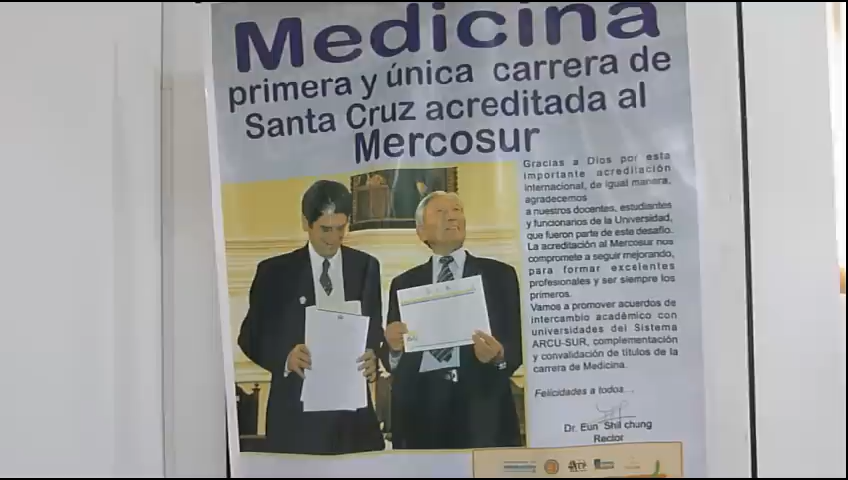 Medicina
primera y única carrera de
Santa Cruz acreditada al
Mercosur
Gracias a Dios por esta
importante acreditación
internacional, de igual manera,
agradecemos
a nuestros docentes, estudiantes
y funcionarios de la Universidad,
que fueron parte de este desafío.
La acreditación al Mercosur nos
compromete a seguir mejorando,
para formar excelentes
profesionales y ser siempre los
primeros.
Vamos a promover acuerdos de
intercambio académico con
universidades del Sistema
ARCU-SUR, complementación
y convalidación de títulos de la
carrera de Medicina.
Felicidades a todos...
Dr. Eun Shil chung
Rector